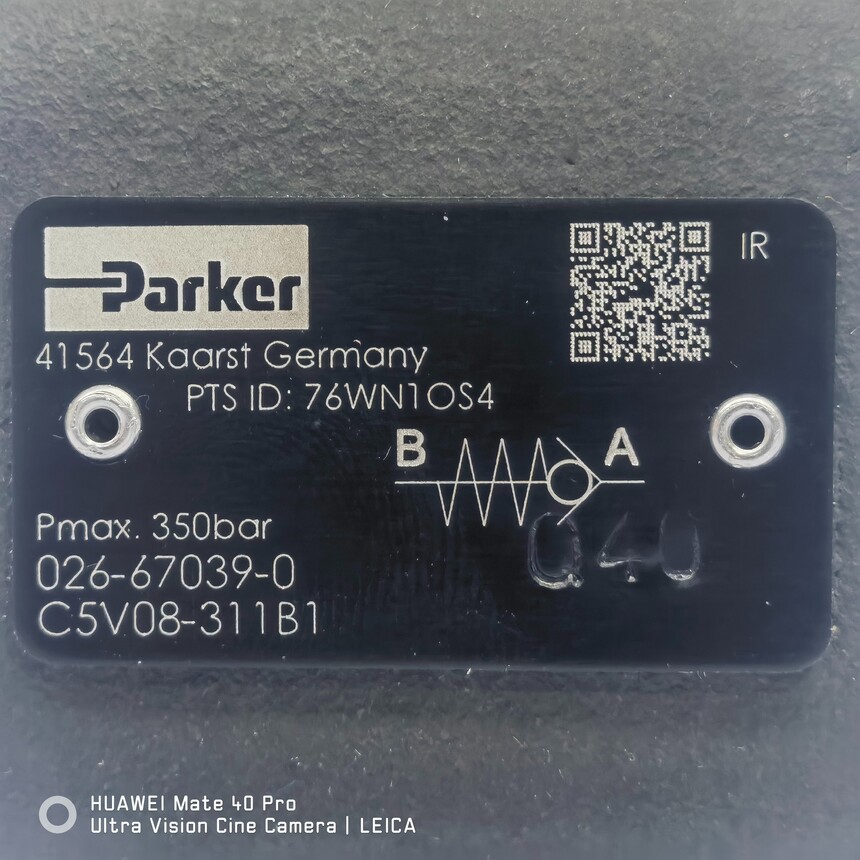 Parker
IR
41564 Kaarst Germany
PTS ID: 76WN1OS4
B A
Q40
Pmax. 350bar
026-67039-0
C5V08-311B1
HUAWEI Mate 40 Pro
Ultra Vision Cine Camera | LEICA